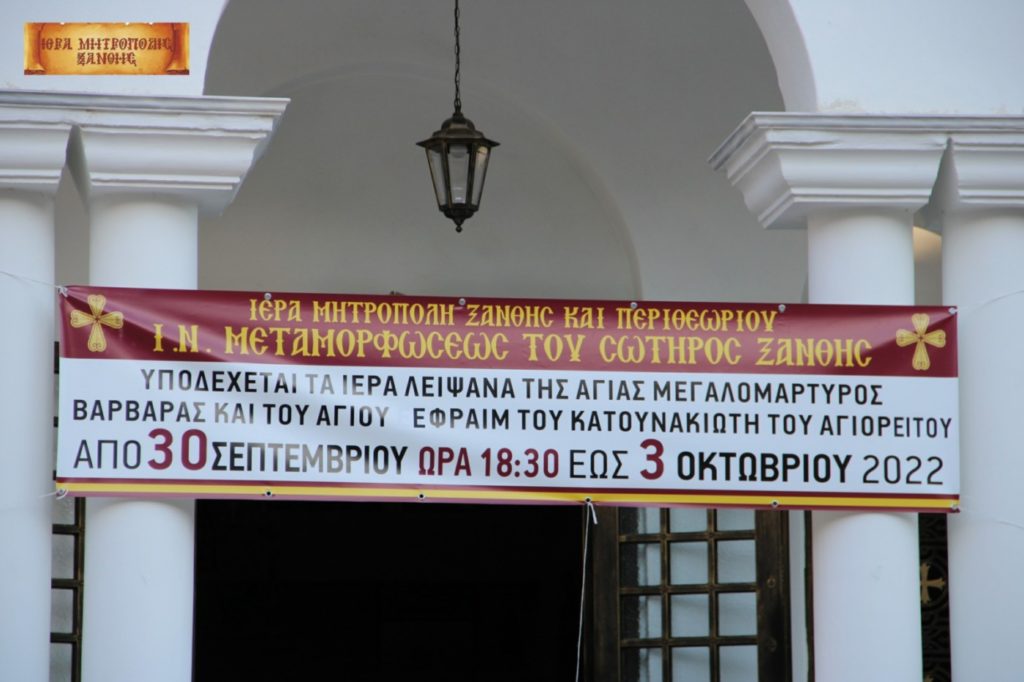 ΙΕΡΑ ΜΗΤΡΟΠΟΛΙΣ
ΞΑΝΘΗΣ
ΙΕΡΑ ΜΗΤΡΟΠΟΛΗ ΞΑΝΘΗΣ ΚΑΙ ΠΕΡΙΘΕΩΡΙΟΥ
Ι.Ν. ΜΕΤΑΜΟΡΦΩΣΕΩΣ ΤΟΥ ΣΩΤΗΡΟΣ ΞΑΝΘΗΣ
ΥΠΟΔΕΧΕΤΑΙ ΤΑ ΙΕΡΑ ΛΕΙΨΑΝΑ ΤΗΣ ΑΓΙΑΣ ΜΕΓΑΛΟΜΑΡΤΥΡΟΣ
ΒΑΡΒΑΡΑΣ ΚΑΙ ΤΟΥ ΑΓΙΟΥ ΕΦΡΑΙΜ ΤΟΥ ΚΑΤΟΥΝΑΚΙΩΤΗ ΤΟΥ ΑΓΙΟΡΕΙΤΟΥ
ΑΠΟ 30 ΣΕΠΤΕΜΒΡΙΟΥ ΩΡΑ 18:30 ΕΩΣ 3 ΟΚΤΩΒΡΙΟΥ 2022